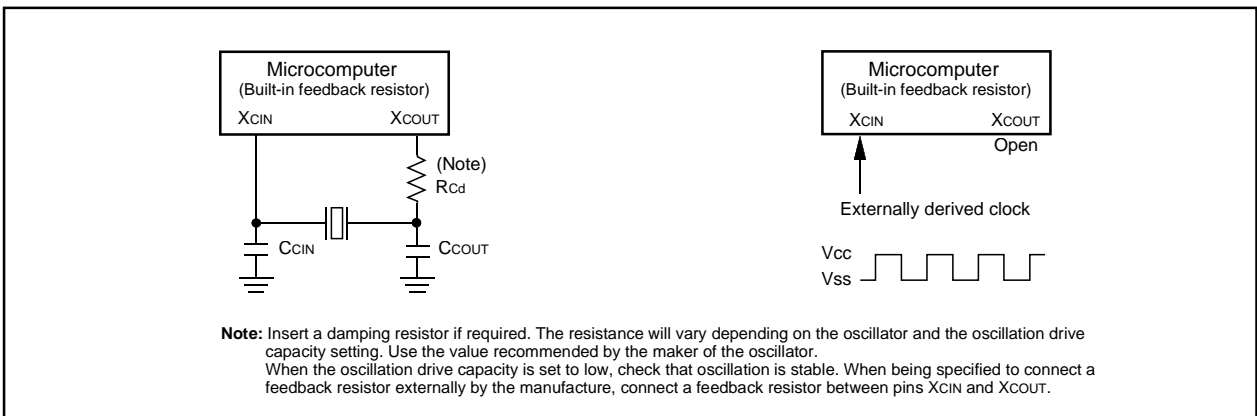 Microcomputer
(Built-in feedback resistor)
XCIN XCOUT
(Note)
RCd
CCIN CCOUT
Microcomputer
(Built-in feedback resistor)
XCIN XCOUT
Open
Externally derived clock
Vcc
Vss
Note: Insert a damping resistor if required. The resistance will vary depending on the oscillator and the oscillation drive
capacity setting. Use the value recommended by the maker of the oscillator.
When the oscillation drive capacity is set to low, check that oscillation is stable. When being specified to connect a
feedback resistor externally by the manufacture, connect a feedback resistor between pins XCIN and XCOUT.